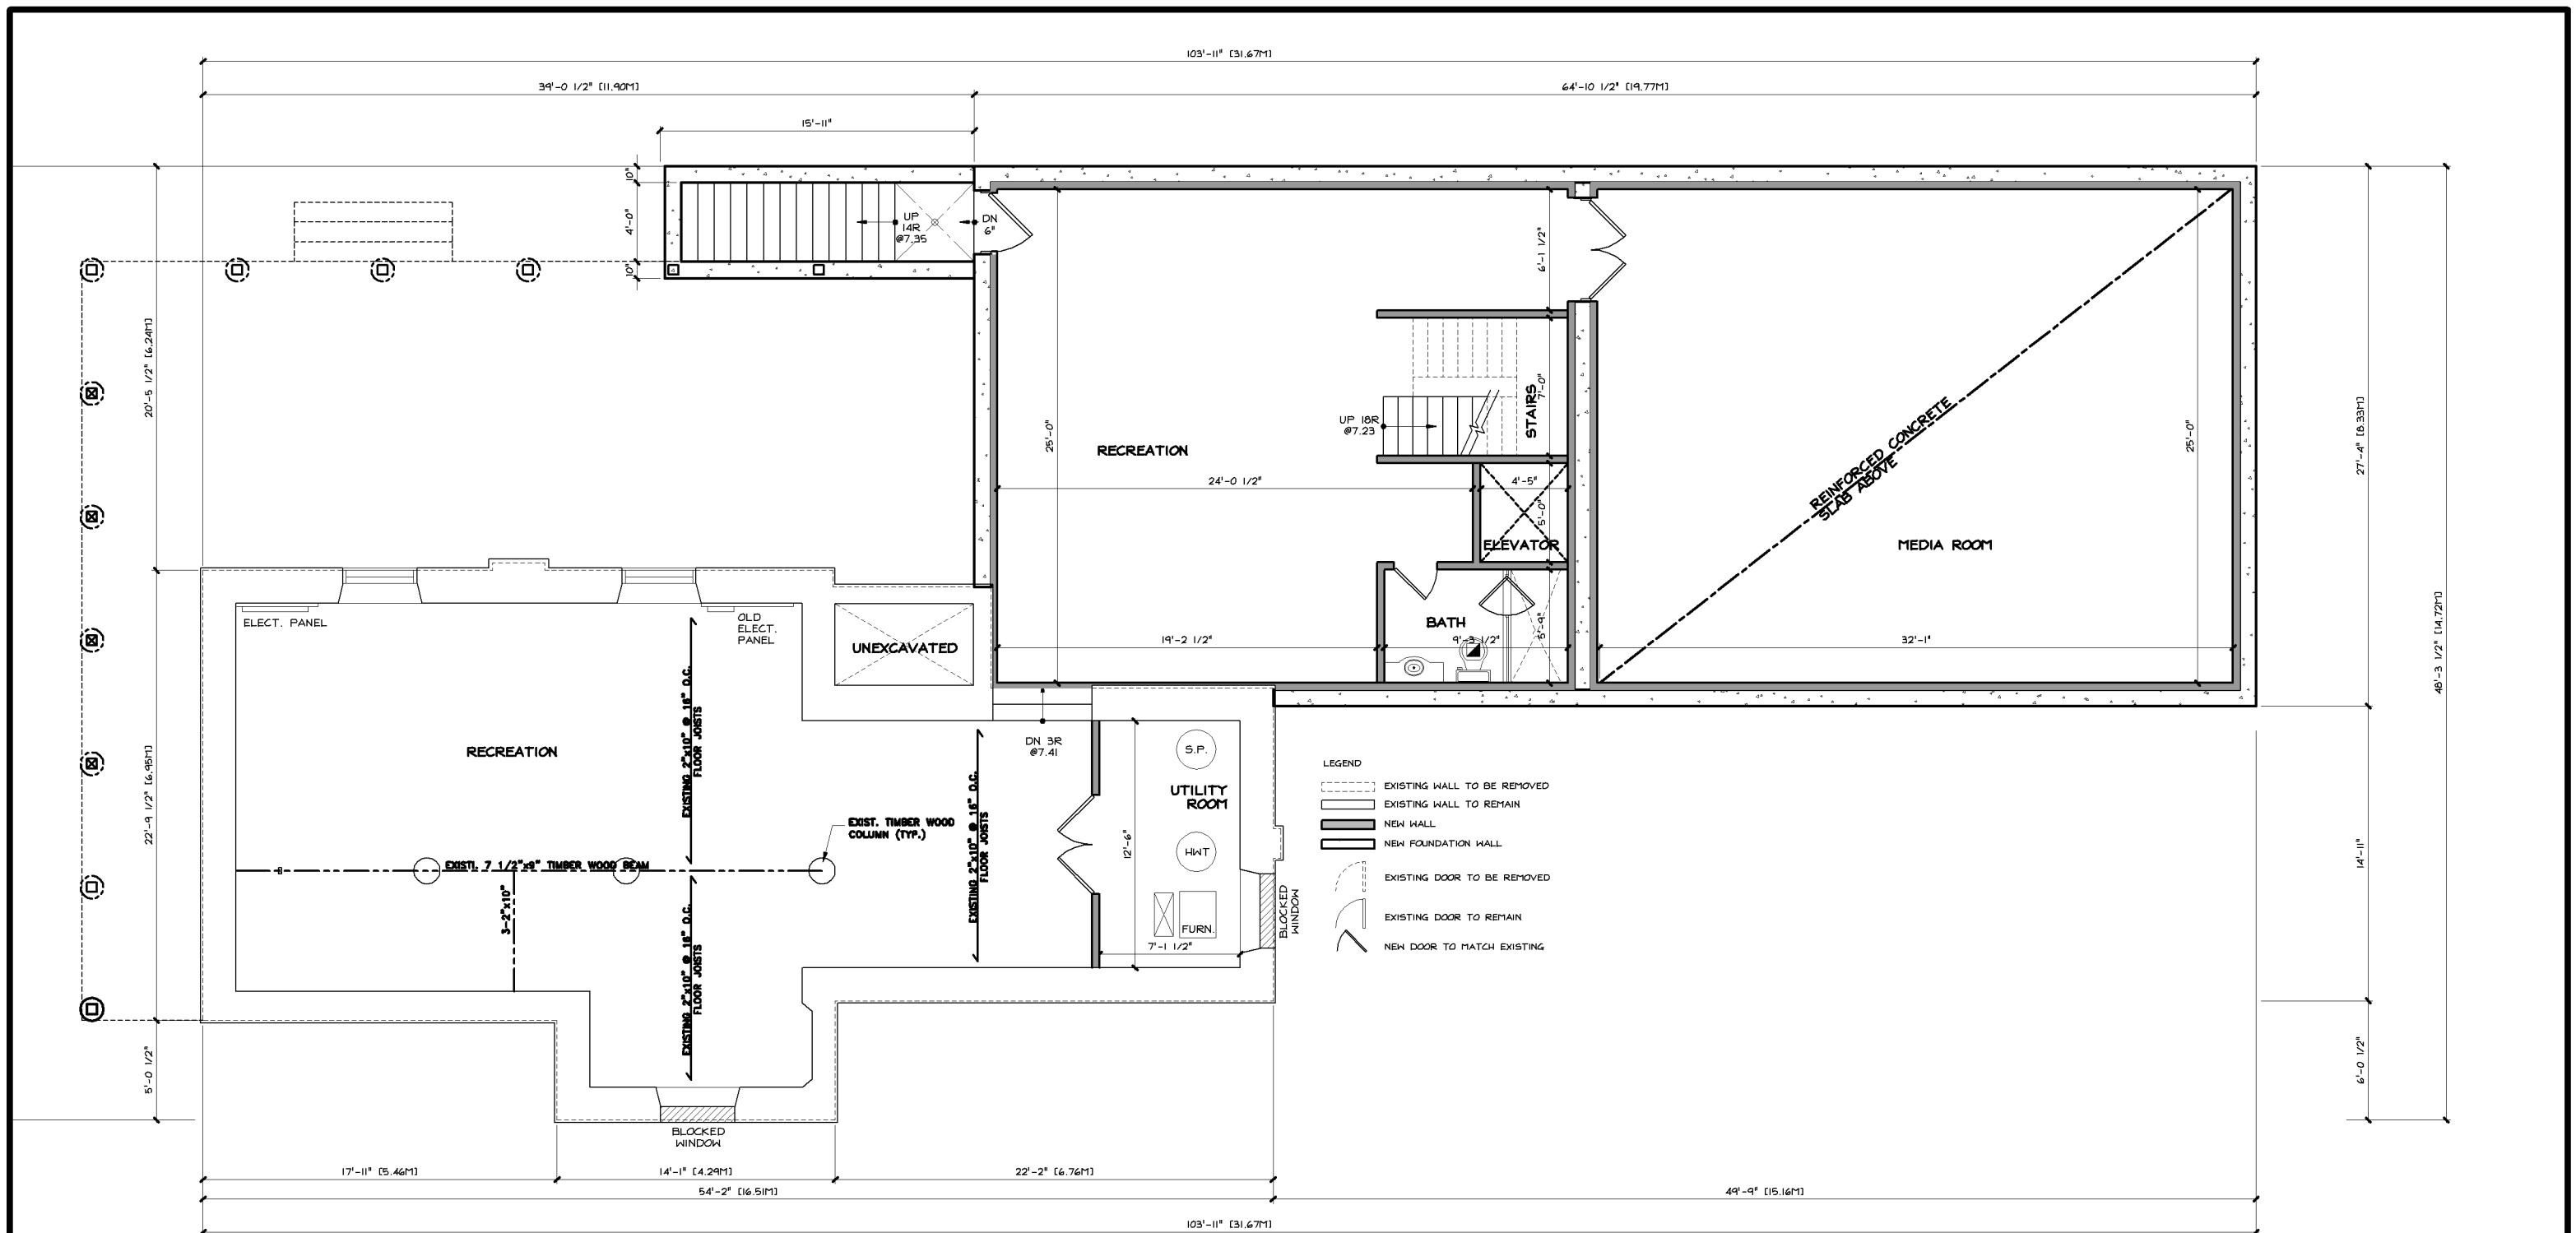 103'-11" [31.67M]
39'-0 1/2" [11.90M]
64'-10 1/2" [19.77M]
15'-11"
10"
4'-0"
10"
UP
14R
@7.35
DN
6"
20'-5 1/2" [6.24M]
22'-9 1/2" [6.95M]
5'-0 1/2"
25'-0"
6'-1 1/2"
7'-0"
STAIRS
UP 18R
@7.23
RECREATION
24'-0 1/2"
4'-5"
5'-0"
ELEVATOR
BATH
19'-2 1/2"
9'-3 1/2"
5'-9"
REINFORCED CONCRETE
SLAB ABOVE
MEDIA ROOM
32'-1"
25'-0"
27'-4" [8.33M]
48'-3 1/2" [14.72M]
14'-11"
6'-0 1/2"
ELECT. PANEL
OLD
ELECT.
PANEL
UNEXCAVATED
RECREATION
EXISTING 2"x10" @ 16" O.C.
FLOOR JOISTS
EXISTING 2"x10" @ 16" O.C.
FLOOR JOISTS
EXISTING 2"x10" @ 16" O.C.
FLOOR JOISTS
EXISTI. 7 1/2"x9" TIMBER WOOD BEAM
3-2"x10"
EXIST. TIMBER WOOD
COLUMN (TYP.)
DN 3R
@7.41
12'-6"
S.P.
UTILITY
ROOM
HWT
FURN.
7'-1 1/2"
BLOCKED
WINDOW
BLOCKED
WINDOW
LEGEND
EXISTING WALL TO BE REMOVED
EXISTING WALL TO REMAIN
NEW WALL
NEW FOUNDATION WALL
EXISTING DOOR TO BE REMOVED
EXISTING DOOR TO REMAIN
NEW DOOR TO MATCH EXISTING
17'-11" [5.46M]
14'-1" [4.29M]
22'-2" [6.76M]
54'-2" [16.51M]
49'-9" [15.16M]
103'-11" [31.67M]